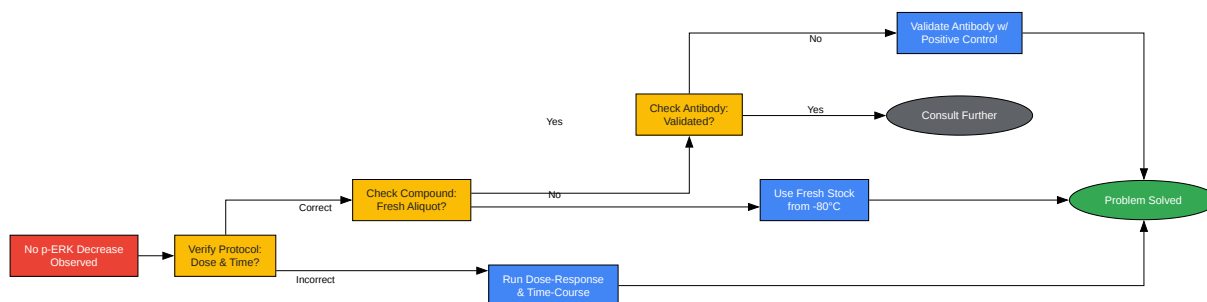 Validate Antibody w/
Positive Control
No
Check Antibody:
Validated?
Yes
Consult Further
Yes
Check Compound:
Fresh Aliquot?
No
Use Fresh Stock
from -80°C
Problem Solved
Correct
No p-ERK Decrease
Observed
Verify Protocol:
Dose & Time?
Incorrect
Run Dose-Response
& Time-Course